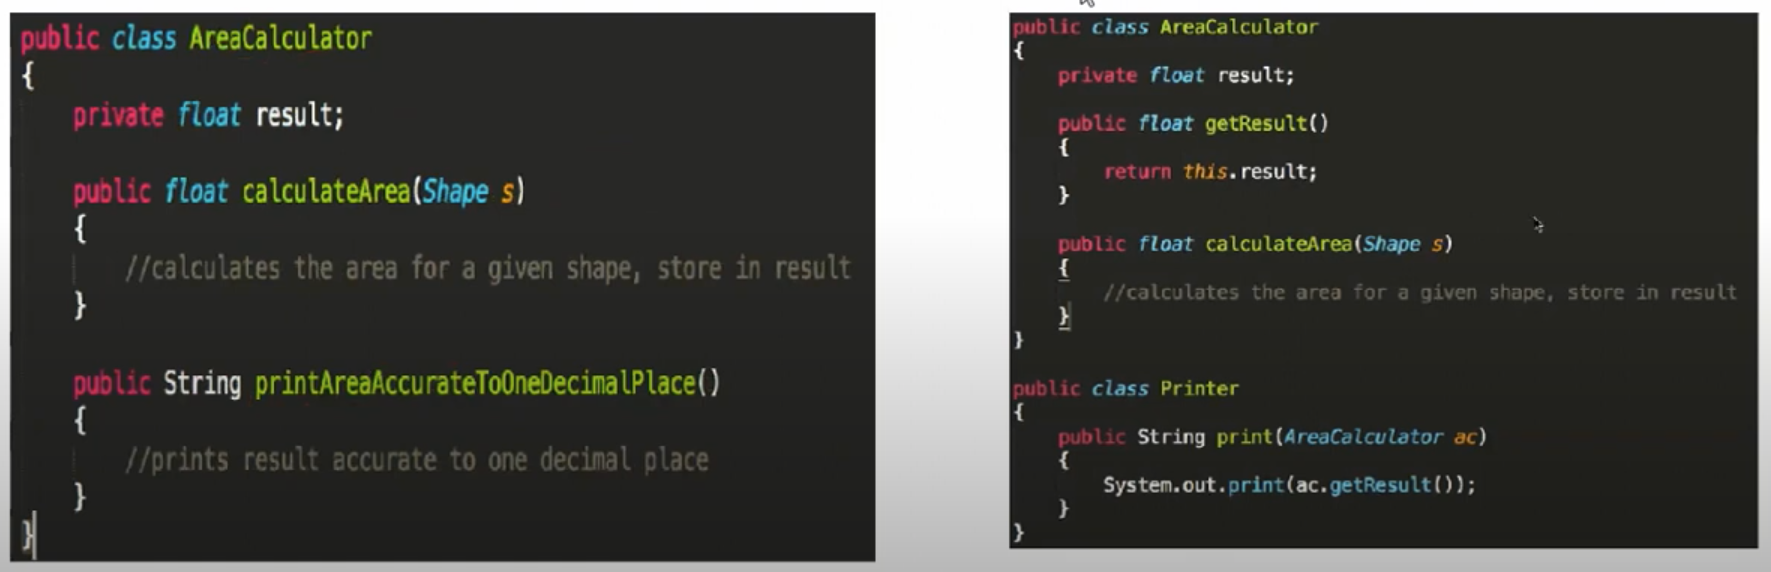 public class AreaCalculator
{
private float result;
public float calculateArea(Shape s)
{
//calculates the area for a given shape, store in result
}
public String printAreaAccurateToOneDecimalPlace()
{
//prints result accurate to one decimal place
}
}
public class AreaCalculator
{
private float result;
public float getResult()
{
return this.result;
}
public float calculateArea(Shape s)
{
//calculates the area for a given shape, store in result
}
}
public class Printer
{
public String print(AreaCalculator ac)
{
System.out.print(ac.getResult());
}
}